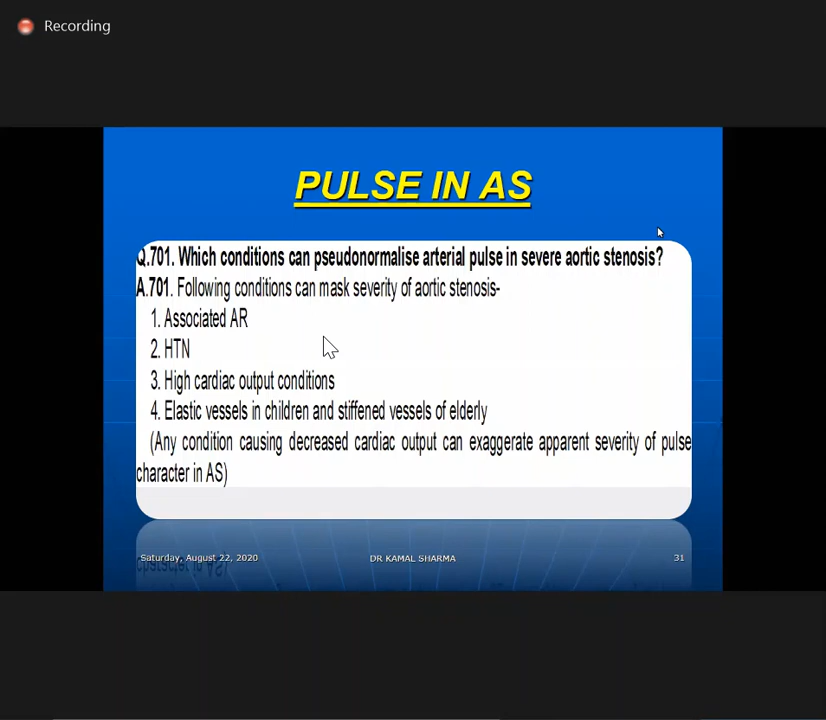 Recording
PULSE IN AS
Q.701. Which conditions can pseudonormalise arterial pulse in severe aortic stenosis?
A.701. Following conditions can mask severity of aortic stenosis-
1. Associated AR
2. HTN
3. High cardiac output conditions
4. Elastic vessels in children and stiffened vessels of elderly
(Any condition causing decreased cardiac output can exaggerate apparent severity of pulse
character in AS)
Saturday, August 22, 2020 DR KAMAL SHARMA 31